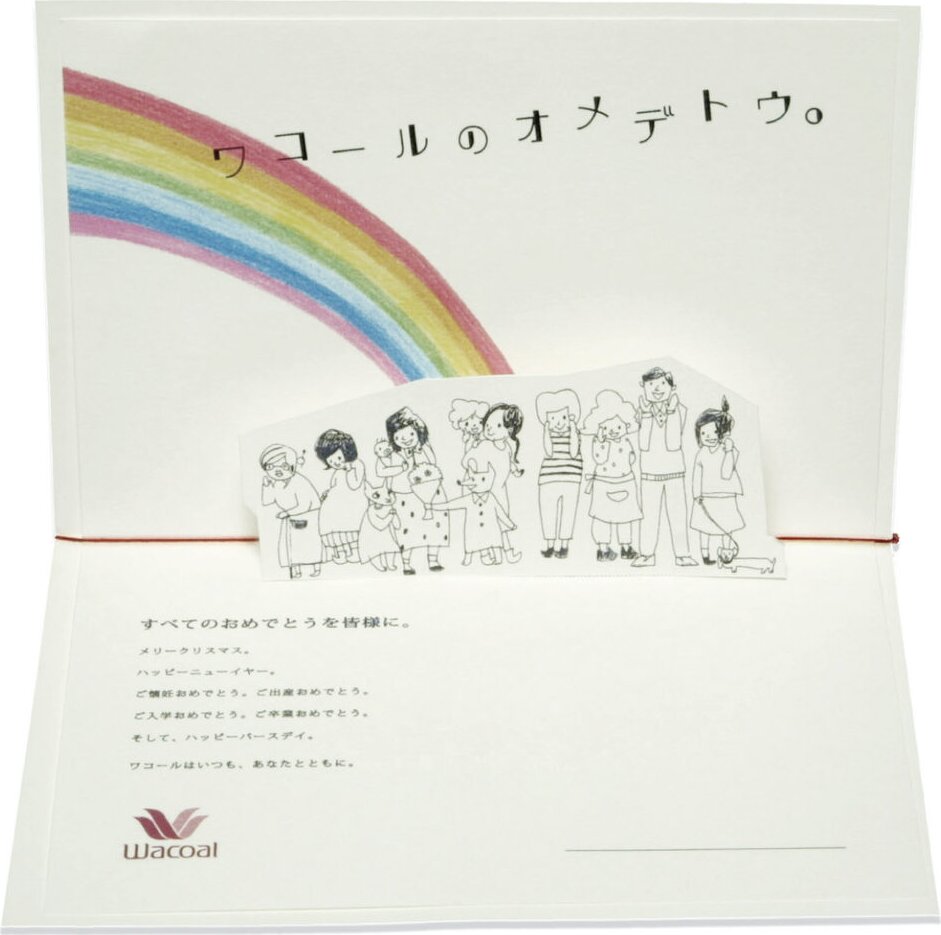 ワコールのオメデトウ。
すべてのおめでとうを皆様に。
メリークリスマス。
ハッピーニューイヤー。
ご懐妊おめでとう。ご出産おめでとう。
ご入学おめでとう。ご卒業おめでとう。
そして、ハッピーバースデイ。
ワコールはいつも、あなたとともに。
Wacoal